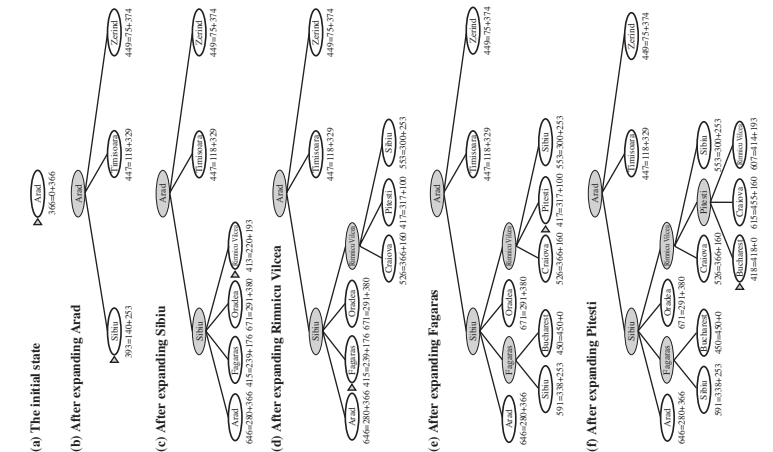 (a) The initial state
Arad
366=0+366
(b) After expanding Arad
Arad
Sibiu
Timisoara
Zerind
393=140+253
447=118+329
449=75+374
(c) After expanding Sibiu
Arad
Sibiu
Timisoara
Zerind
447=118+329
449=75+374
Arad
Fagaras
Oradea
Rimnicu Vilcea
646=280+366
415=239+176
671=291+380
413=220+193
(d) After expanding Rimnicu Vilcea
Arad
Sibiu
Timisoara
Zerind
447=118+329
449=75+374
Arad
Fagaras
Oradea
Rimnicu Vilcea
646=280+366
415=239+176
671=291+380
Craiova
Pitesti
Sibiu
526=366+160
417=317+100
553=300+253
(e) After expanding Fagaras
Arad
Sibiu
Timisoara
Zerind
447=118+329
449=75+374
Arad
Fagaras
Oradea
Rimnicu Vilcea
646=280+366
671=291+380
Sibiu
Bucharest
Craiova
Pitesti
Sibiu
591=338+253
450=450+0
526=366+160
417=317+100
553=300+253
(f) After expanding Pitesti
Arad
Sibiu
Timisoara
Zerind
447=118+329
449=75+374
Arad
Fagaras
Oradea
Rimnicu Vilcea
646=280+366
671=291+380
Sibiu
Bucharest
Craiova
Pitesti
Sibiu
591=338+253
450=450+0
526=366+160
553=300+253
Bucharest
Craiova
Rimnicu Vilcea
418=418+0
615=455+160
607=414+193